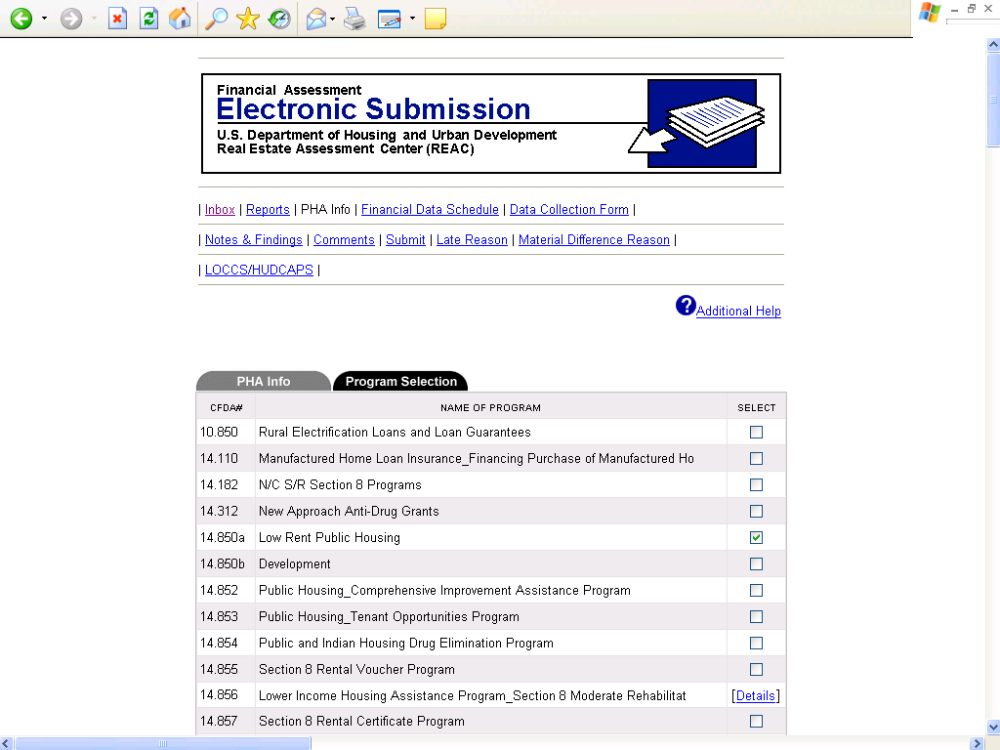 Financial Assessment
Electronic Submission
U.S. Department of Housing and Urban Development
Real Estate Assessment Center (REAC)
| Inbox | Reports | PHA Info | Financial Data Schedule | Data Collection Form |
| Notes & Findings | Comments | Submit | Late Reason | Material Difference Reason |
| LOCCS/HUDCAPS |
? Additional Help
PHA Info Program Selection
CFDA# NAME OF PROGRAM SELECT
10.850 Rural Electrification Loans and Loan Guarantees
14.110 Manufactured Home Loan Insurance_Financing Purchase of Manufactured Ho
14.182 N/C S/R Section 8 Programs
14.312 New Approach Anti-Drug Grants
14.850a Low Rent Public Housing
14.850b Development
14.852 Public Housing_Comprehensive Improvement Assistance Program
14.853 Public Housing_Tenant Opportunities Program
14.854 Public and Indian Housing Drug Elimination Program
14.855 Section 8 Rental Voucher Program
14.856 Lower Income Housing Assistance Program_Section 8 Moderate Rehabilitat [Details]
14.857 Section 8 Rental Certificate Program